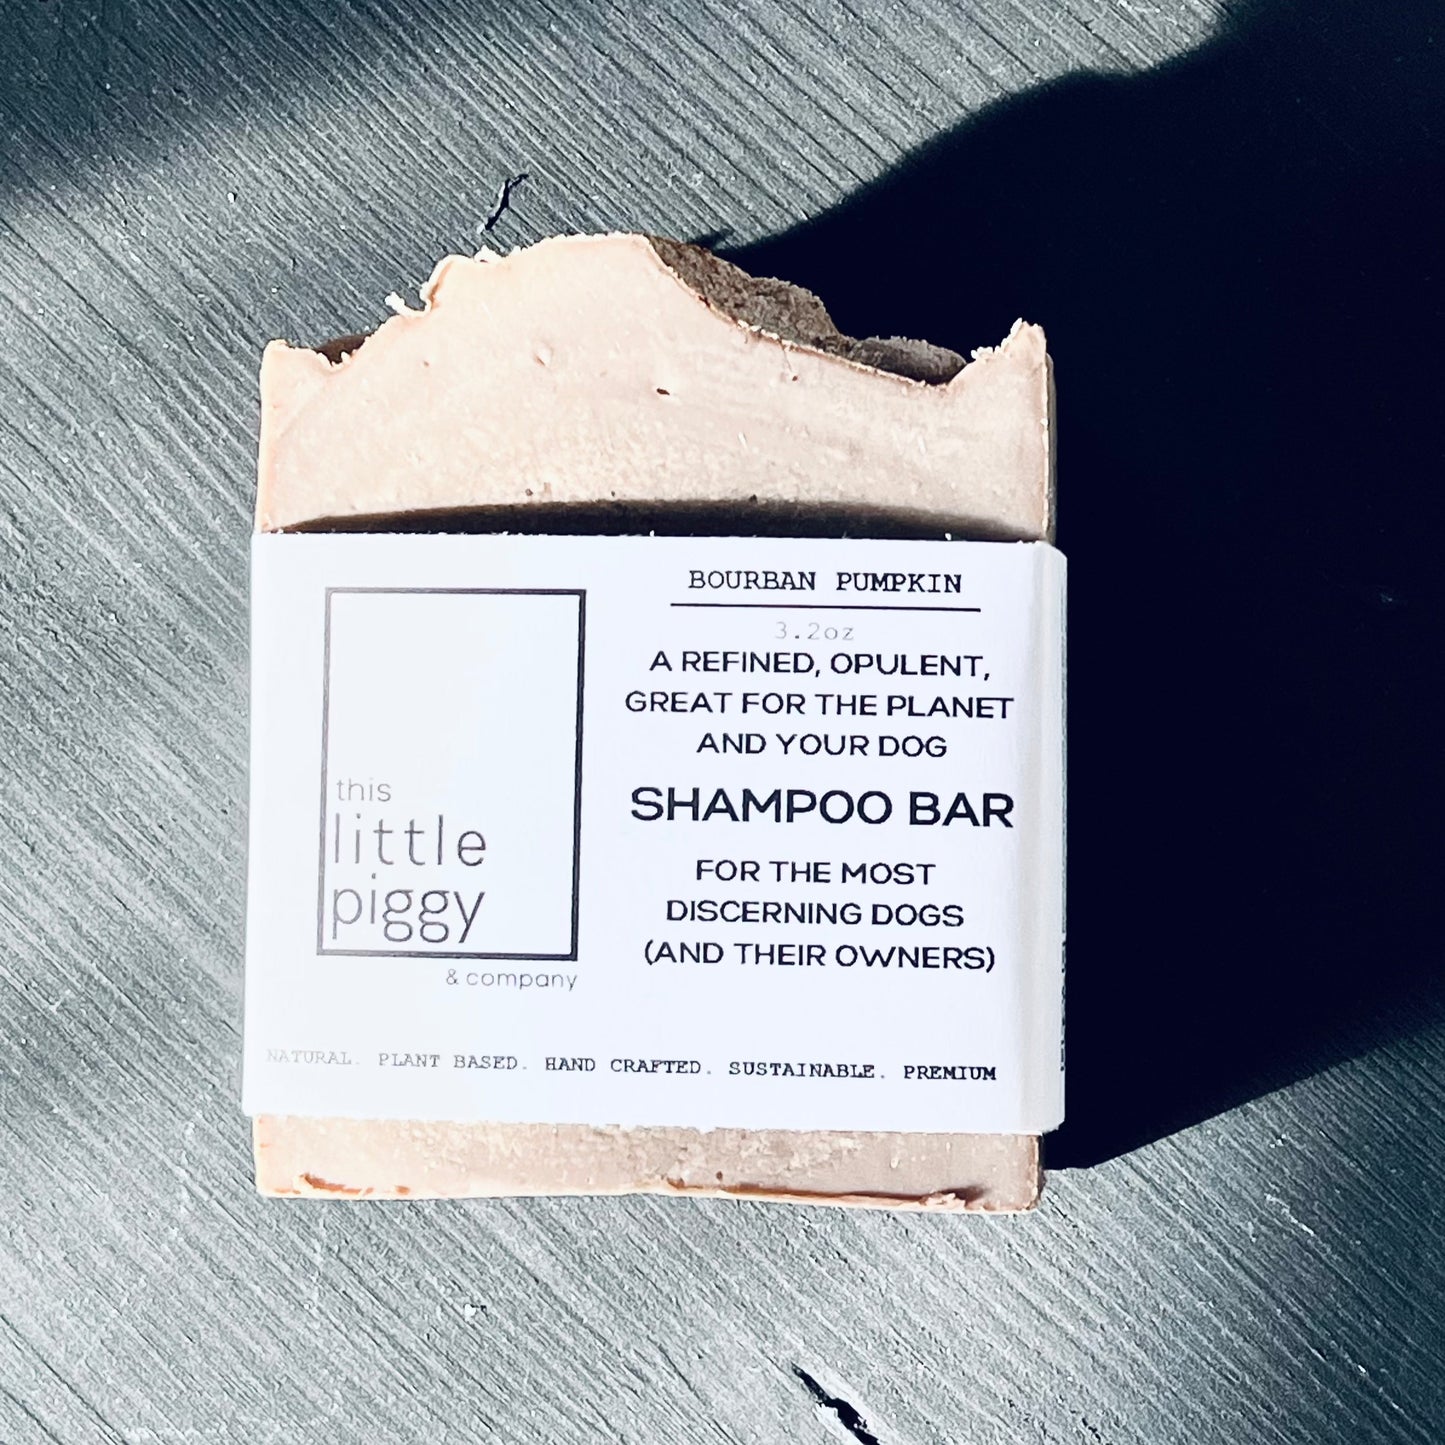 this
little
piggy
& company
BOURBAN PUMPKIN
3.2oz
A REFINED, OPULENT,
GREAT FOR THE PLANET
AND YOUR DOG
SHAMPOO BAR
FOR THE MOST
DISCERNING DOGS
(AND THEIR OWNERS)
NATURAL. PLANT BASED. HAND CRAFTED. SUSTAINABLE. PREMIUM